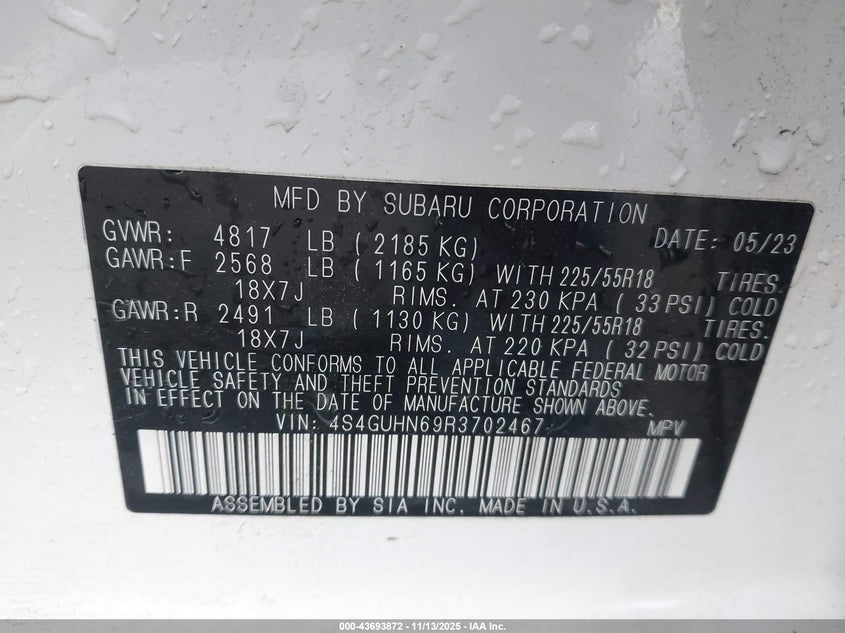 MFD BY SUBARU CORPORATION
GVWR: 4817 LB ( 2185 KG) DATE: 05/23
GAWR:F 2568 LB ( 1165 KG) WITH 225/55R18 TIRES.
18X7J RIMS. AT 230 KPA ( 33 PSI) COLD
GAWR:R 2491 LB ( 1130 KG) WITH 225/55R18 TIRES.
18X7J RIMS. AT 220 KPA ( 32 PSI) COLD
THIS VEHICLE CONFORMS TO ALL APPLICABLE FEDERAL MOTOR
VEHICLE SAFETY AND THEFT PREVENTION STANDARDS
IN EFFECT ON THE DATE OF MANUFACTURE SHOWN ABOVE.
VIN: 4S4GUHN69R3702467 MPV
ASSEMBLED BY SIA INC. MADE IN U.S.A.
000-43693872 - 11/13/2025 - IAA Inc.